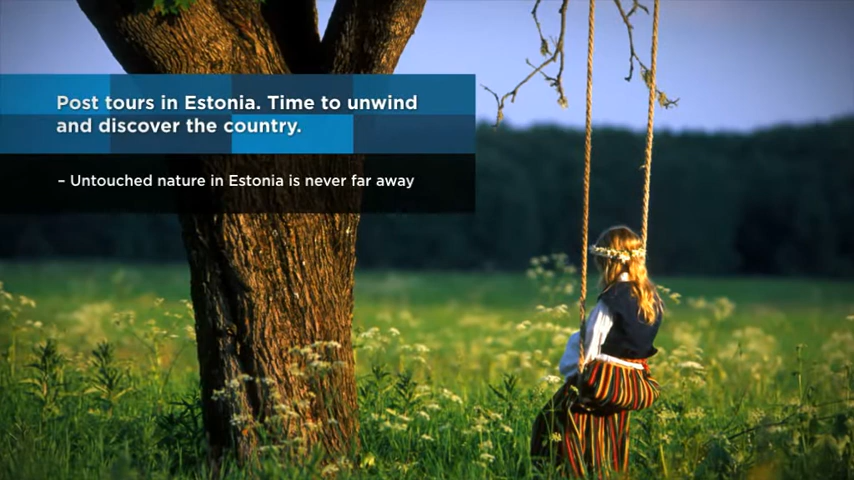 Post tours in Estonia. Time to unwind
and discover the country.
– Untouched nature in Estonia is never far away